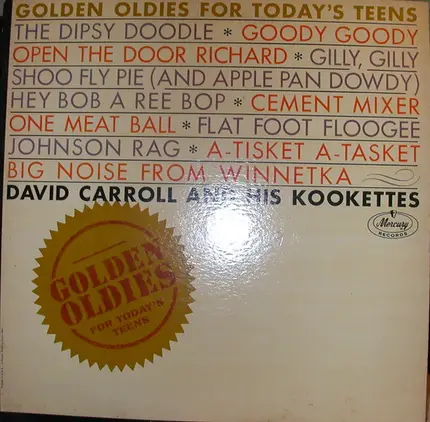 GOLDEN OLDIES FOR TODAY'S TEENS
THE DIPSY DOODLE * GOODY GOODY
OPEN THE DOOR RICHARD * GILLY, GILLY
SHOO FLY PIE (AND APPLE PAN DOWDY)
HEY BOB A REE BOP * CEMENT MIXER
ONE MEAT BALL * FLAT FOOT FLOOGEE
JOHNSON RAG * A-TISKET A-TASKET
BIG NOISE FROM WINNETKA
DAVID CARROLL AND HIS KOOKETTES
Mercury
RECORDS
GOLDEN
OLDIES
FOR TODAY'S
TEENS